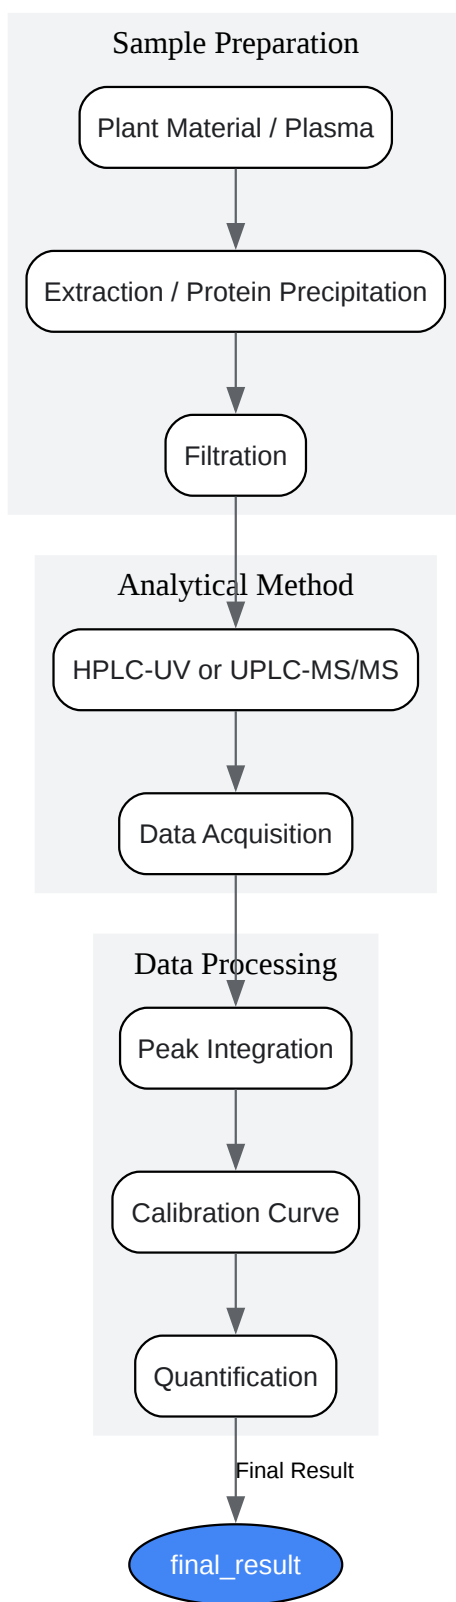 Sample Preparation
Plant Material / Plasma
Extraction / Protein Precipitation
Filtration
Analytical Method
HPLC-UV or UPLC-MS/MS
Data Acquisition
Data Processing
Peak Integration
Calibration Curve
Quantification
Final Result
final_result